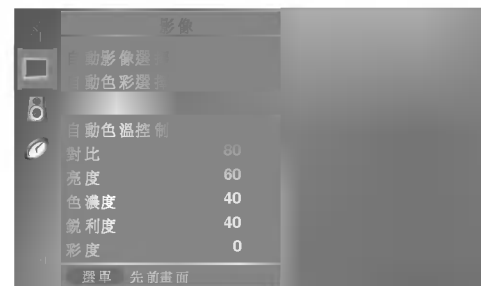 影像
自動影像選
自動色彩選
自動色溫控制
對比 80
亮度 60
色濃度 40
銳利度 40
彩度 0
選單 先前畫面